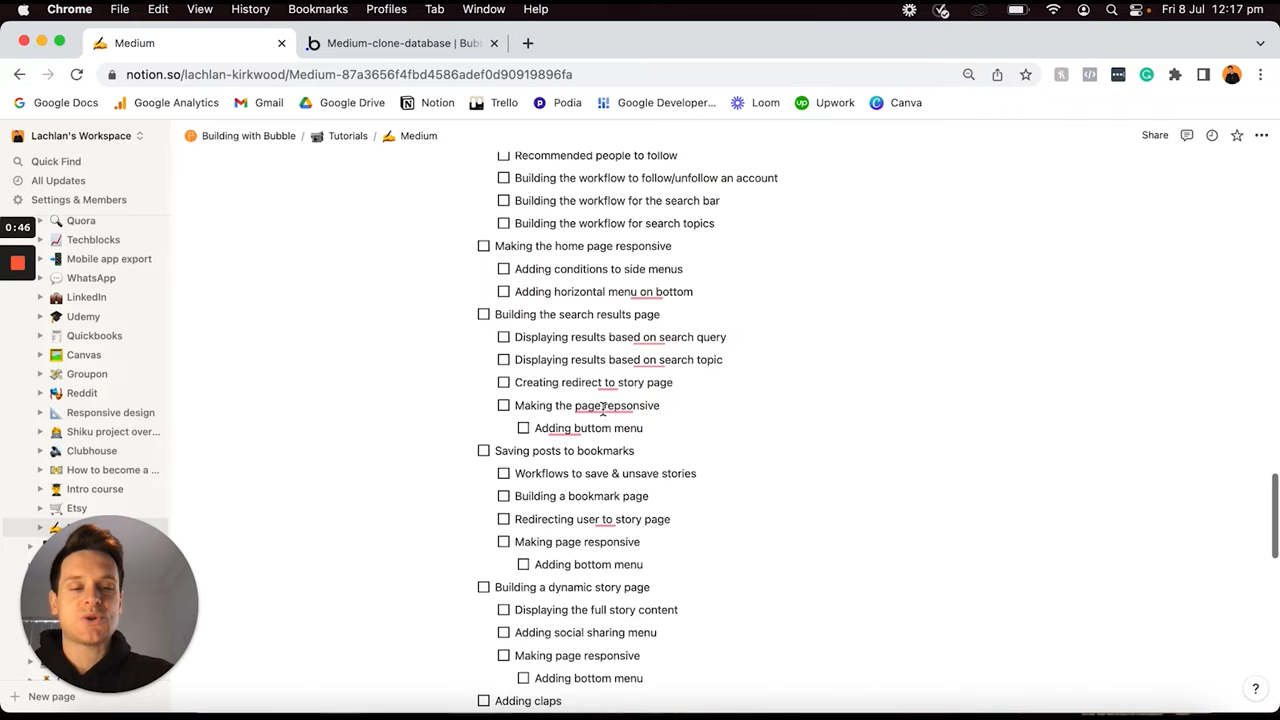 Chrome File Edit View History Bookmarks Profiles Tab Window Help Fri 8 Jul 12:17 pm
Medium Medium-clone-database | Bub
notion.so/lachlan-kirkwood/Medium-87a3656f4fbd4586adef0d90919896fa
Google Docs Google Analytics Gmail Google Drive Notion Trello Podia Google Developer... Loom Upwork Canva
Lachlan's Workspace Building with Bubble / Tutorials / Medium Share
Quick Find
All Updates
Settings & Members
0:46
Quora
Techblocks
Mobile app export
WhatsApp
LinkedIn
Udemy
Quickbooks
Canvas
Groupon
Reddit
Responsive design
Shiku project over...
Clubhouse
How to become a ...
Intro course
Etsy
New page
Recommended people to follow
Building the workflow to follow/unfollow an account
Building the workflow for the search bar
Building the workflow for search topics
Making the home page responsive
Adding conditions to side menus
Adding horizontal menu on bottom
Building the search results page
Displaying results based on search query
Displaying results based on search topic
Creating redirect to story page
Making the page repsonsive
Adding buttom menu
Saving posts to bookmarks
Workflows to save & unsave stories
Building a bookmark page
Redirecting user to story page
Making page responsive
Adding bottom menu
Building a dynamic story page
Displaying the full story content
Adding social sharing menu
Making page responsive
Adding bottom menu
Adding claps
?